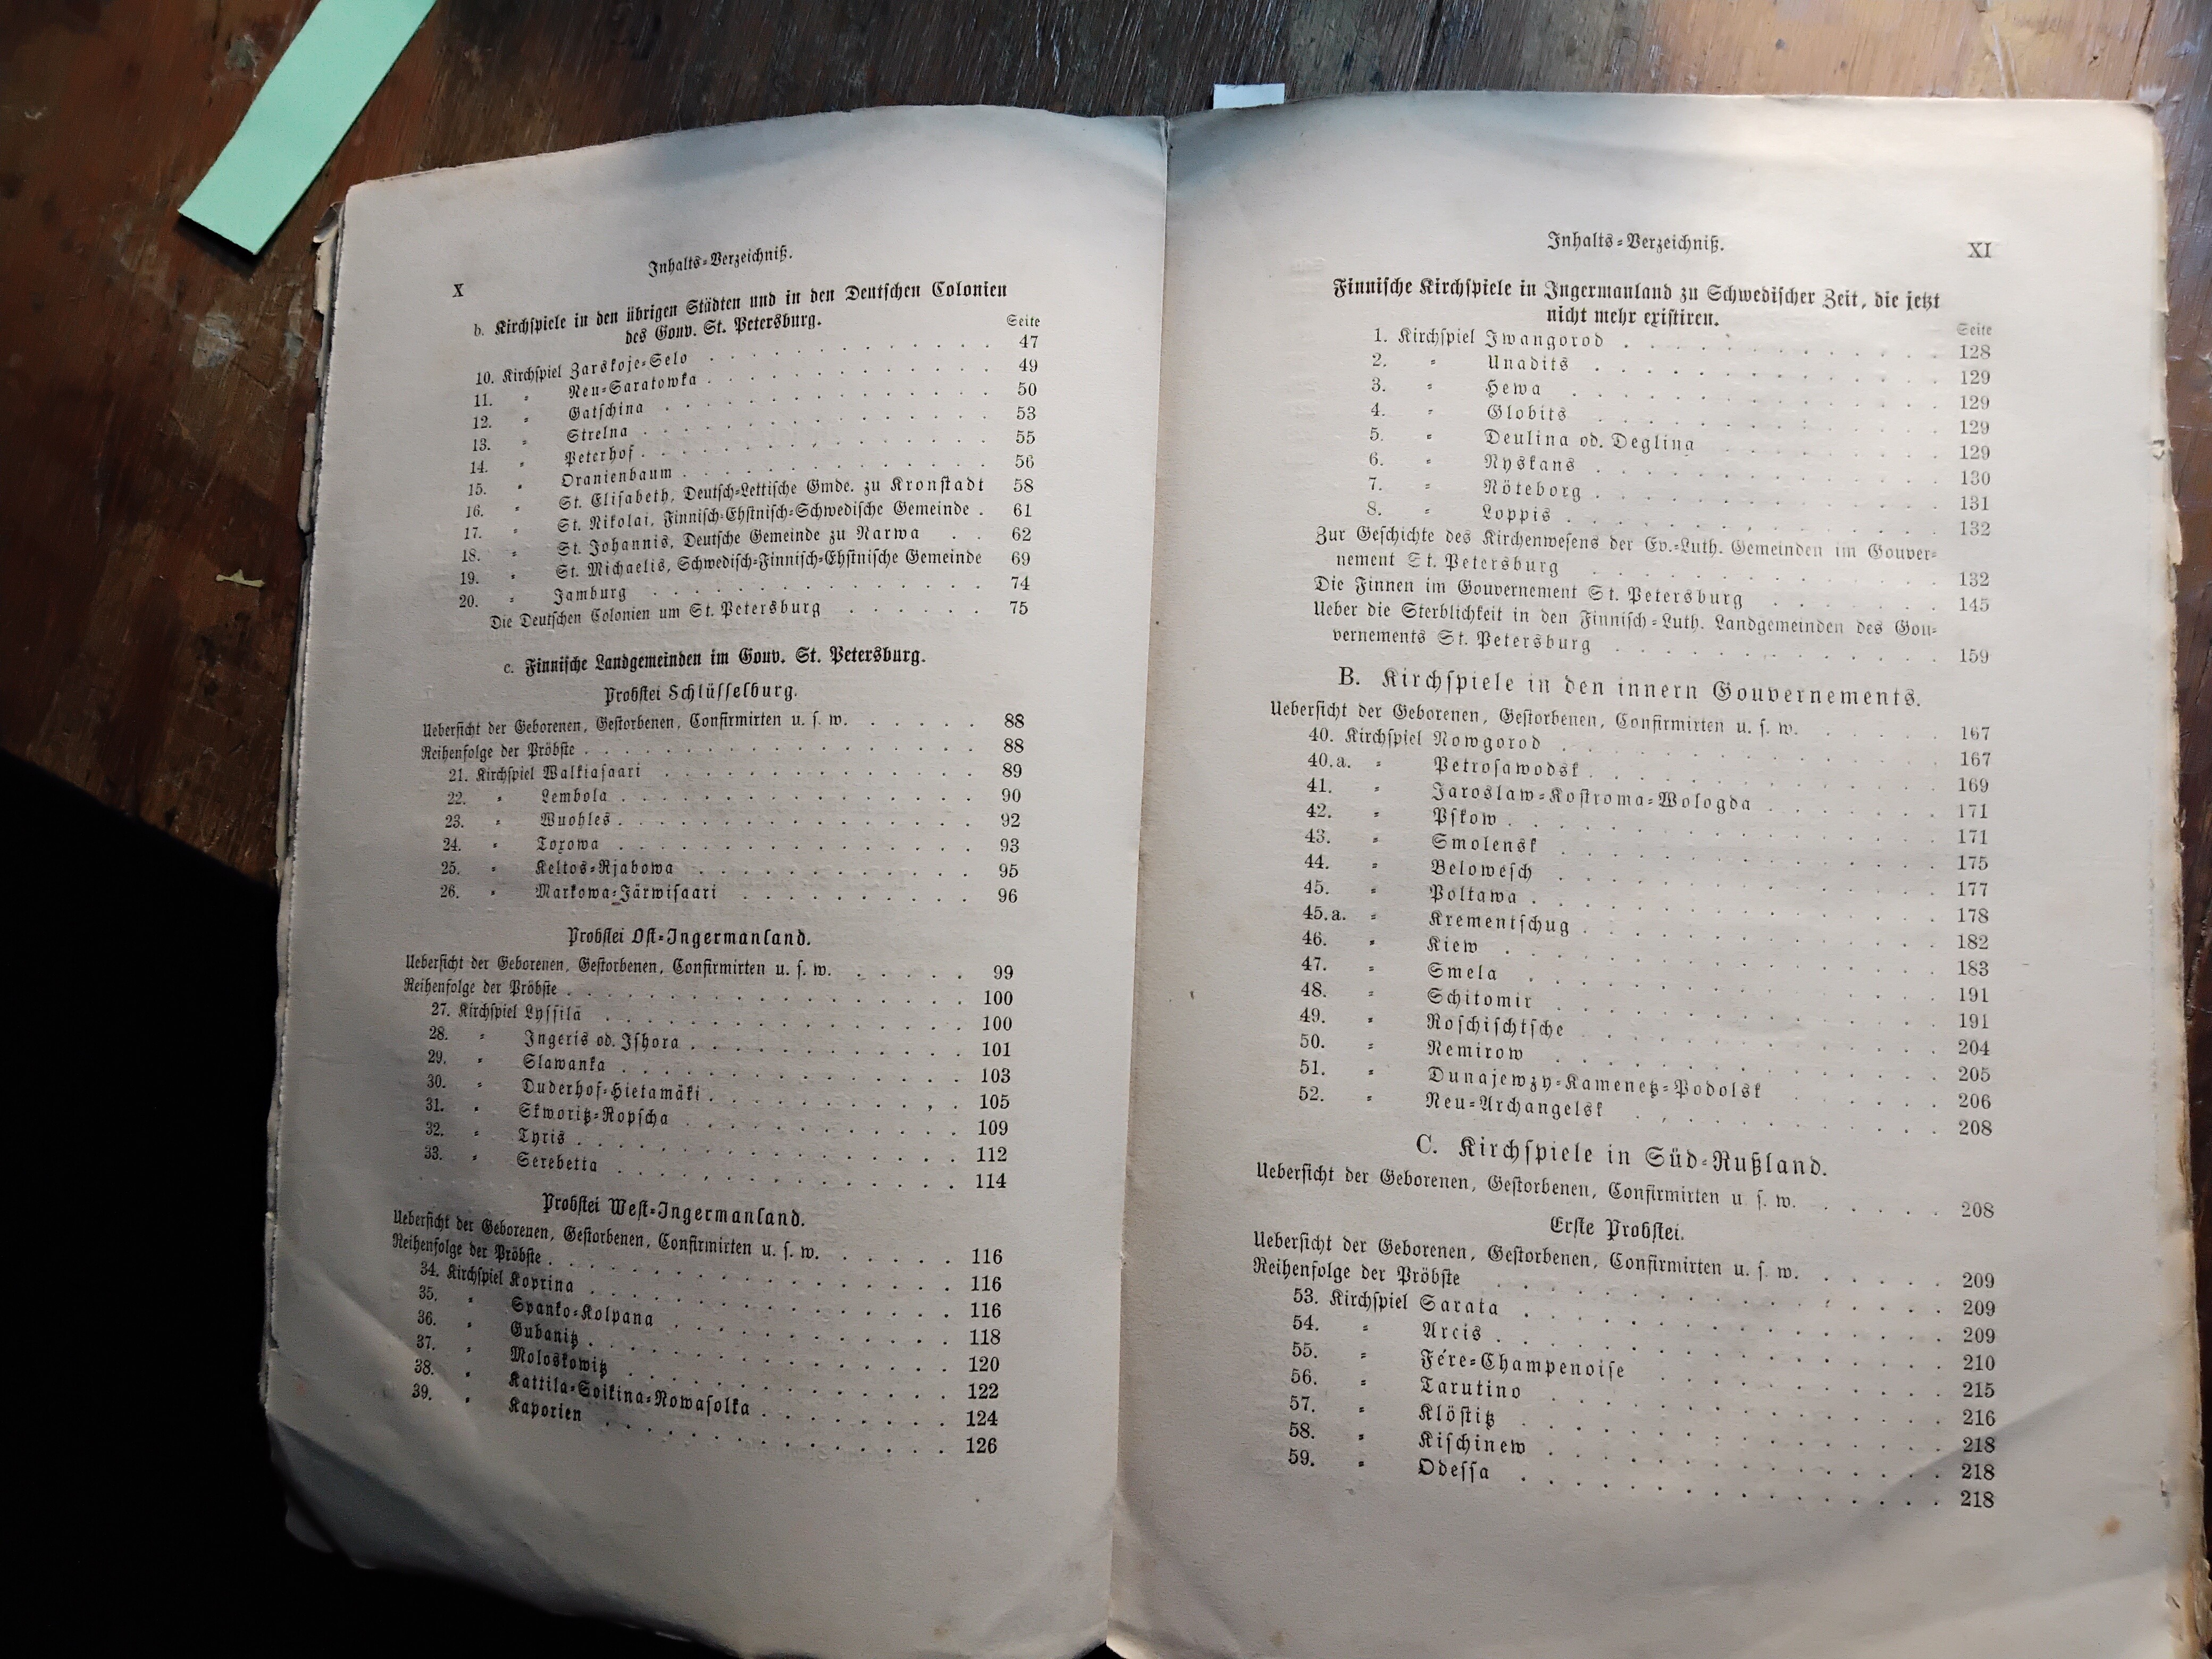 X
Inhalts-Verzeichniß.
b. Kirchspiele in den übrigen Städten und in den Deutschen Colonien
des Gouv. St. Petersburg.
Seite
10. Kirchspiel Zarskoje-Selo . . . . . . . . . . . . 47
11. " Neu-Saratowka . . . . . . . . . . . . 49
12. " Gatschina . . . . . . . . . . . . 50
13. " Strelna . . . . . . . . . . . . 53
14. " Peterhof . . . . . . . . . . . . 55
15. " Oranienbaum . . . . . . . . . . . . 56
16. " St. Elisabeth, Deutsch-Lettische Gmde. zu Kronstadt 58
17. " St. Nikolai, Finnisch-Ehstnisch-Schwedische Gemeinde . 61
18. " St. Johannis, Deutsche Gemeinde zu Narwa . . 62
19. " St. Michaelis, Schwedisch-Finnisch-Ehstnische Gemeinde 69
20. " Jamburg . . . . . . . . . . . . 74
Die Deutschen Colonien um St. Petersburg . . . . . . 75
c. Finnische Landgemeinden im Gouv. St. Petersburg.
Probstei Schlüsselburg.
Uebersicht der Geborenen, Gestorbenen, Confirmirten u. s. w. . . . . . 88
Reihenfolge der Pröbste . . . . . . . . . . . . 88
21. Kirchspiel Walkiasaari . . . . . . . . . . . . 89
22. " Lembola . . . . . . . . . . . . 90
23. " Wuohles . . . . . . . . . . . . 92
24. " Toxowa . . . . . . . . . . . . 93
25. " Keltos-Rjabowa . . . . . . . . . . . . 95
26. " Markowa-Järwisaari . . . . . . . . . . 96
Probstei Ost-Ingermanland.
Uebersicht der Geborenen, Gestorbenen, Confirmirten u. s. w. . . . . . 99
Reihenfolge der Pröbste . . . . . . . . . . . . 100
27. Kirchspiel Lyssilä . . . . . . . . . . . . 100
28. " Ingeris od. Ishora . . . . . . . . . . . . 101
29. " Slawanka . . . . . . . . . . . . 103
30. " Duderhof-Hietamäki . . . . . . . . . . . 105
31. " Skworitz-Ropscha . . . . . . . . . . . . 109
32. " Tyris . . . . . . . . . . . . 112
33. " Serebetta . . . . . . . . . . . . 114
Probstei West-Ingermanland.
Uebersicht der Geborenen, Gestorbenen, Confirmirten u. s. w. . . . . . 116
Reihenfolge der Pröbste . . . . . . . . . . . . 116
34. Kirchspiel Koprina . . . . . . . . . . . . 116
35. " Spanko-Kolpana . . . . . . . . . . . . 118
36. " Gubanitz . . . . . . . . . . . . 120
37. " Moloskowitz . . . . . . . . . . . . 122
38. " Kattila-Soikina-Nowasolka . . . . . . . . 124
39. " Kaporien . . . . . . . . . . . . 126
Inhalts-Verzeichniß.
XI
Finnische Kirchspiele in Ingermanland zu Schwedischer Zeit, die jetzt
nicht mehr existiren.
Seite
1. Kirchspiel Iwangorod . . . . . . . . . . . . 128
2. " Unadits . . . . . . . . . . . . 129
3. " Hewa . . . . . . . . . . . . 129
4. " Globits . . . . . . . . . . . . 129
5. " Deulina od. Deglina . . . . . . . . 129
6. " Nyskans . . . . . . . . . . . . 130
7. " Nöteborg . . . . . . . . . . . . 131
8. " Loppis . . . . . . . . . . . . 132
Zur Geschichte des Kirchenwesens der Ev.-Luth. Gemeinden im Gouver-
nement St. Petersburg . . . . . . . . . . . . 132
Die Finnen im Gouvernement St. Petersburg . . . . . . . 145
Ueber die Sterblichkeit in den Finnisch-Luth. Landgemeinden des Gou-
vernements St. Petersburg . . . . . . . . . . . . 159
B. Kirchspiele in den innern Gouvernements.
Uebersicht der Geborenen, Gestorbenen, Confirmirten u. s. w. . . . . . 167
40. Kirchspiel Nowgorod . . . . . . . . . . . . 167
40.a. " Petrosawodsk . . . . . . . . . . . . 169
41. " Jaroslaw-Kostroma-Wologda . . . . . . . 171
42. " Pskow . . . . . . . . . . . . 171
43. " Smolensk . . . . . . . . . . . . 175
44. " Belowesch . . . . . . . . . . . . 177
45. " Poltawa . . . . . . . . . . . . 178
45.a. " Krementschug . . . . . . . . . . . . 182
46. " Kiew . . . . . . . . . . . . 183
47. " Smela . . . . . . . . . . . . 191
48. " Schitomir . . . . . . . . . . . . 191
49. " Roschischtsche . . . . . . . . . . . . 204
50. " Nemirow . . . . . . . . . . . . 205
51. " Dunajewzy-Kamenetz-Podolsk . . . . . . 206
52. " Neu-Archangelsk . . . . . . . . . . . . 208
C. Kirchspiele in Süd-Rußland.
Uebersicht der Geborenen, Gestorbenen, Confirmirten u. s. w. . . . . . 208
Erste Probstei.
Uebersicht der Geborenen, Gestorbenen, Confirmirten u. s. w. . . . . . 209
Reihenfolge der Pröbste . . . . . . . . . . . . 209
53. Kirchspiel Sarata . . . . . . . . . . . . 209
54. " Arcis . . . . . . . . . . . . 210
55. " Fére-Champenoise . . . . . . . . . . . . 215
56. " Tarutino . . . . . . . . . . . . 216
57. " Klöstitz . . . . . . . . . . . . 218
58. " Kischinew . . . . . . . . . . . . 218
59. " Odessa . . . . . . . . . . . . 218